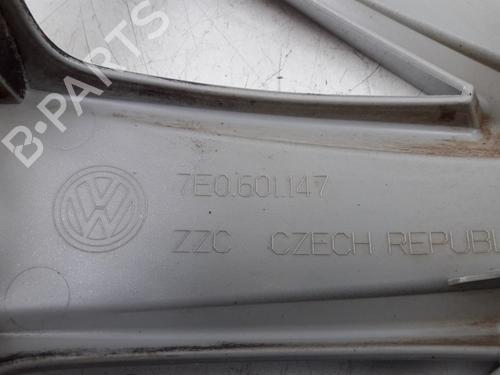 B-PARTS
7E0.601.147
ZZC CZECH REPUBL